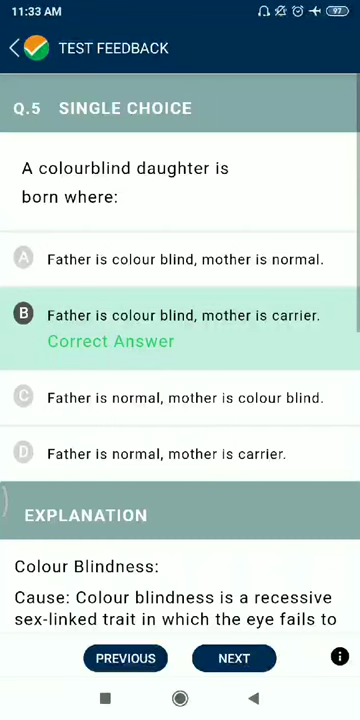 11:33 AM
97
TEST FEEDBACK
Q.5 SINGLE CHOICE
A colourblind daughter is
born where:
A Father is colour blind, mother is normal.
B Father is colour blind, mother is carrier.
Correct Answer
C Father is normal, mother is colour blind.
D Father is normal, mother is carrier.
EXPLANATION
Colour Blindness:
Cause: Colour blindness is a recessive
sex-linked trait in which the eye fails to
PREVIOUS NEXT